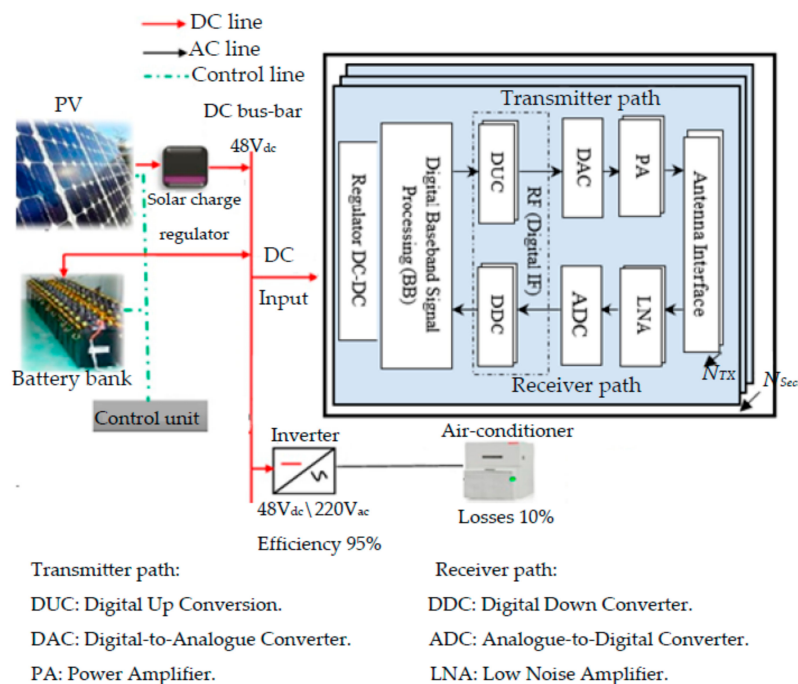 DC line
AC line
Control line
PV
DC bus-bar
48Vdc
Solar charge
regulator
DC
Input
Battery bank
Control unit
Transmitter path
Regulator DC-DC
Digital Baseband Signal
Processing (BB)
DUC
RF (Digital IF)
DAC
PA
Antenna Interface
DDC
ADC
LNA
Receiver path
NTX
NSec
Inverter
48Vdc\220Vac
Efficiency 95%
Air-conditioner
Losses 10%
Transmitter path:
DUC: Digital Up Conversion.
DAC: Digital-to-Analogue Converter.
PA: Power Amplifier.
Receiver path:
DDC: Digital Down Converter.
ADC: Analogue-to-Digital Converter.
LNA: Low Noise Amplifier.